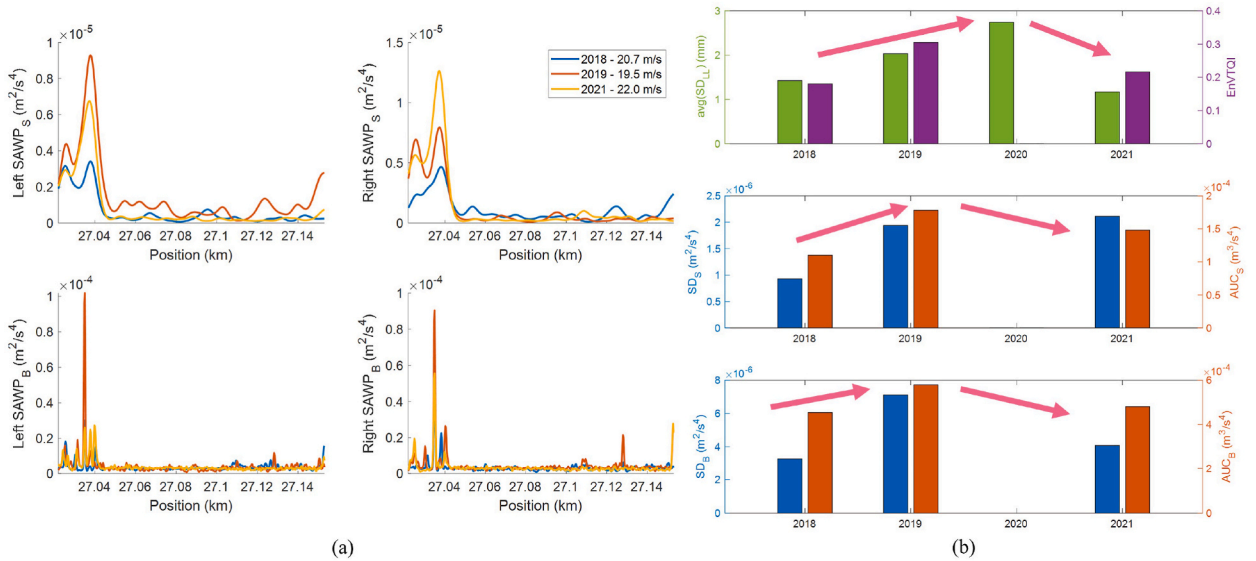 ×10⁻⁵
1
0.8
0.6
0.4
0.2
0
Left SAWP_S (m²/s⁴)
27.04 27.06 27.08 27.1 27.12 27.14
Position (km)
×10⁻⁵
1.5
1
0.5
0
Right SAWP_S (m²/s⁴)
2018 - 20.7 m/s
2019 - 19.5 m/s
2021 - 22.0 m/s
27.04 27.06 27.08 27.1 27.12 27.14
Position (km)
×10⁻⁴
1
0.8
0.6
0.4
0.2
0
Left SAWP_B (m²/s⁴)
27.04 27.06 27.08 27.1 27.12 27.14
Position (km)
×10⁻⁴
1
0.8
0.6
0.4
0.2
0
Right SAWP_B (m²/s⁴)
27.04 27.06 27.08 27.1 27.12 27.14
Position (km)
(a)
3
2
1
0
avg(SD_LL) (mm)
0.4
0.3
0.2
0.1
0
EnVTQI
2018 2019 2020 2021
×10⁻⁶
2.5
2
1.5
1
0.5
0
SD_S (m²/s⁴)
×10⁻⁴
2
1.5
1
0.5
0
AUC_S (m³/s⁴)
2018 2019 2020 2021
×10⁻⁶
8
6
4
2
0
SD_B (m²/s⁴)
×10⁻⁴
6
4
2
0
AUC_B (m³/s⁴)
2018 2019 2020 2021
(b)